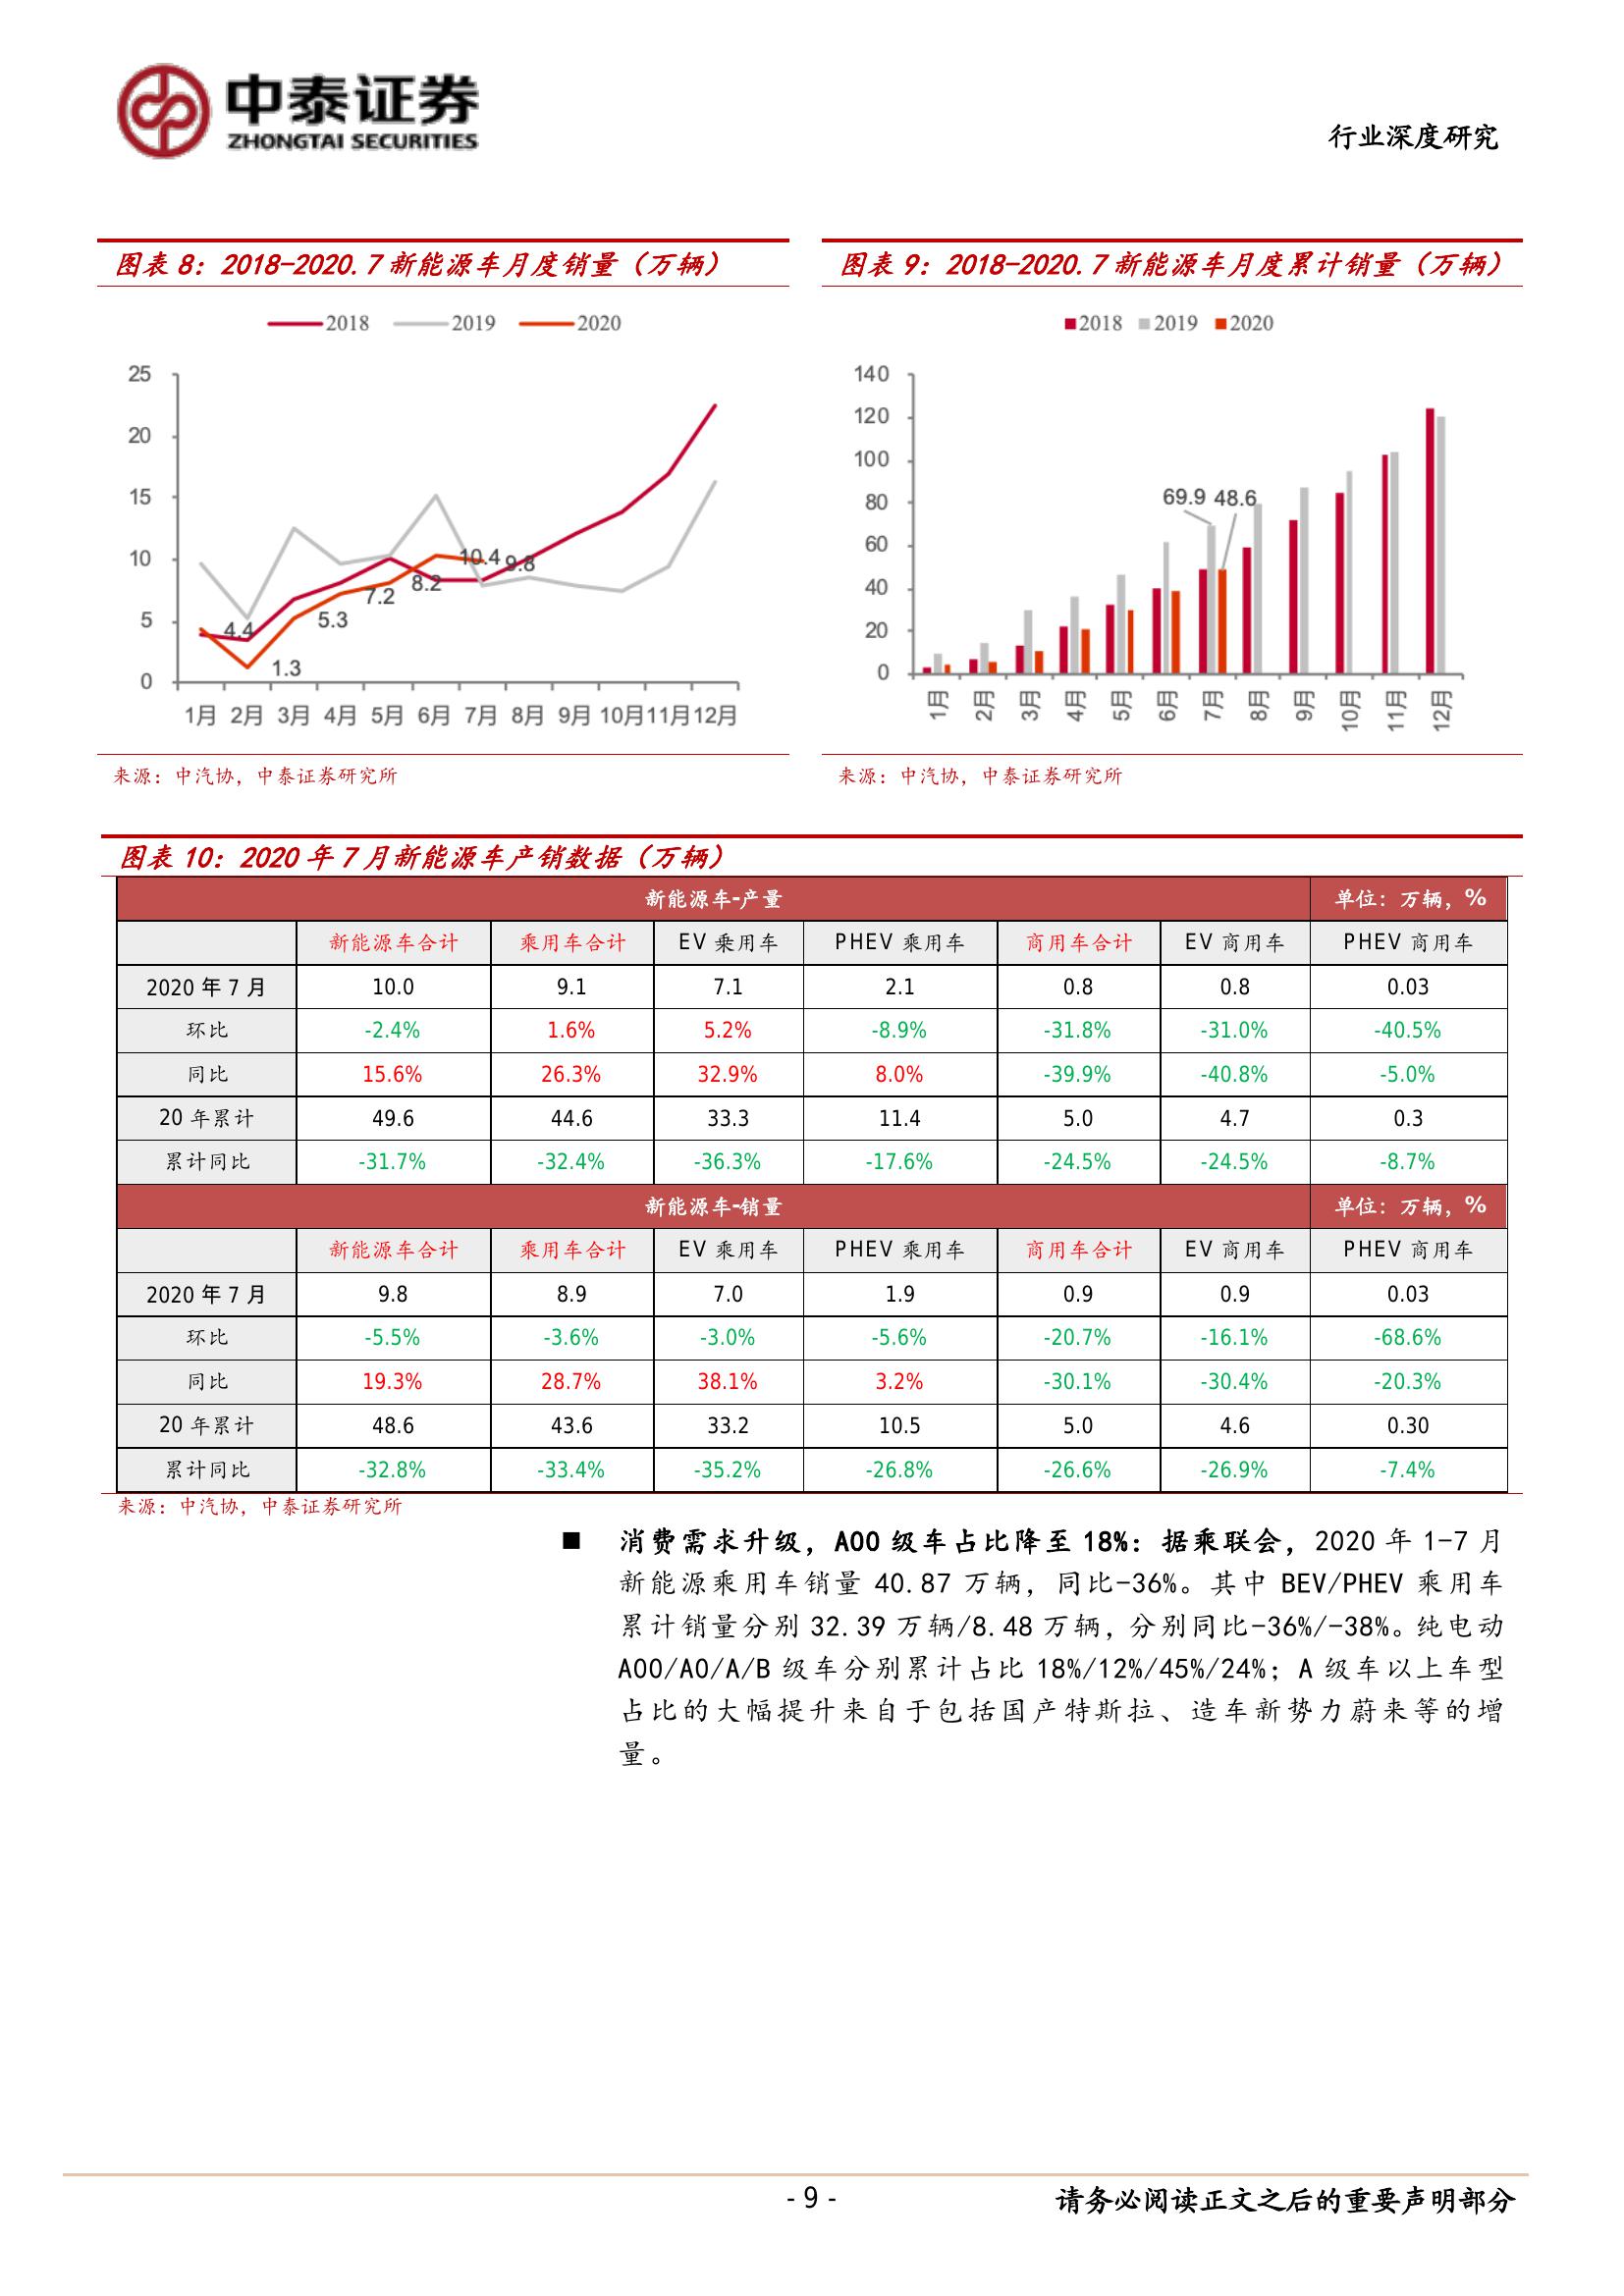 中泰证券
ZHONGTAI SECURITIES
行业深度研究
图表 8：2018-2020.7 新能源车月度销量（万辆）
2018 2019 2020
25
20
15
10
5
0
4.4
1.3
5.3
7.2
8.2
10.4
9.8
1月 2月 3月 4月 5月 6月 7月 8月 9月 10月 11月 12月
来源：中汽协，中泰证券研究所
图表 9：2018-2020.7 新能源车月度累计销量（万辆）
2018 2019 2020
140
120
100
80
60
40
20
0
69.9 48.6
1月 2月 3月 4月 5月 6月 7月 8月 9月 10月 11月 12月
来源：中汽协，中泰证券研究所
图表 10：2020 年 7 月新能源车产销数据（万辆）
新能源车-产量 单位：万辆，%
新能源车合计 乘用车合计 EV 乘用车 PHEV 乘用车 商用车合计 EV 商用车 PHEV 商用车
2020 年 7 月 10.0 9.1 7.1 2.1 0.8 0.8 0.03
环比 -2.4% 1.6% 5.2% -8.9% -31.8% -31.0% -40.5%
同比 15.6% 26.3% 32.9% 8.0% -39.9% -40.8% -5.0%
20 年累计 49.6 44.6 33.3 11.4 5.0 4.7 0.3
累计同比 -31.7% -32.4% -36.3% -17.6% -24.5% -24.5% -8.7%
新能源车-销量 单位：万辆，%
新能源车合计 乘用车合计 EV 乘用车 PHEV 乘用车 商用车合计 EV 商用车 PHEV 商用车
2020 年 7 月 9.8 8.9 7.0 1.9 0.9 0.9 0.03
环比 -5.5% -3.6% -3.0% -5.6% -20.7% -16.1% -68.6%
同比 19.3% 28.7% 38.1% 3.2% -30.1% -30.4% -20.3%
20 年累计 48.6 43.6 33.2 10.5 5.0 4.6 0.30
累计同比 -32.8% -33.4% -35.2% -26.8% -26.6% -26.9% -7.4%
来源：中汽协，中泰证券研究所
■ 消费需求升级，A00 级车占比降至 18%：据乘联会，2020 年 1-7 月
新能源乘用车销量 40.87 万辆，同比-36%。其中 BEV/PHEV 乘用车
累计销量分别 32.39 万辆/8.48 万辆，分别同比-36%/-38%。纯电动
A00/A0/A/B 级车分别累计占比 18%/12%/45%/24%；A 级车以上车型
占比的大幅提升来自于包括国产特斯拉、造车新势力蔚来等的增
量。
- 9 -
请务必阅读正文之后的重要声明部分